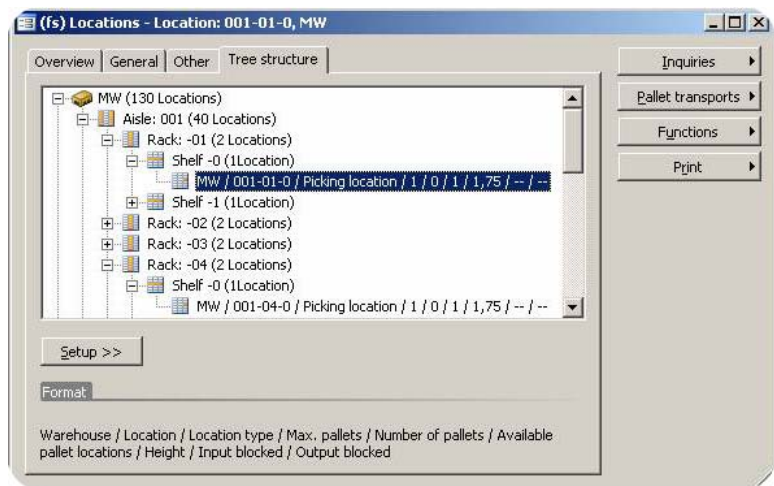 (fs) Locations - Location: 001-01-0, MW
Overview General Other Tree structure
MW (130 Locations)
Aisle: 001 (40 Locations)
Rack: -01 (2 Locations)
Shelf -0 (1Location)
MW / 001-01-0 / Picking location / 1 / 0 / 1 / 1,75 / -- / --
Shelf -1 (1Location)
Rack: -02 (2 Locations)
Rack: -03 (2 Locations)
Rack: -04 (2 Locations)
Shelf -0 (1Location)
MW / 001-04-0 / Picking location / 1 / 0 / 1 / 1,75 / -- / --
Setup >>
Format
Warehouse / Location / Location type / Max. pallets / Number of pallets / Available
pallet locations / Height / Input blocked / Output blocked
Inquiries
Pallet transports
Functions
Print